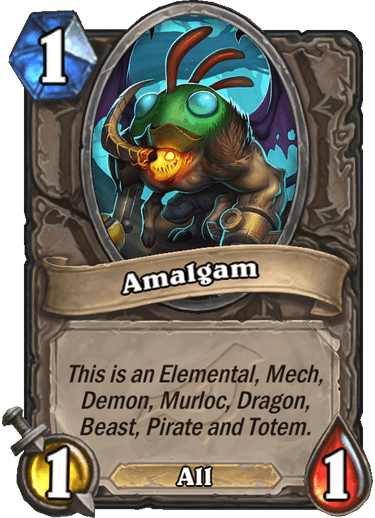 1
Amalgam
This is an Elemental, Mech,
Demon, Murloc, Dragon,
Beast, Pirate and Totem.
1
All
1